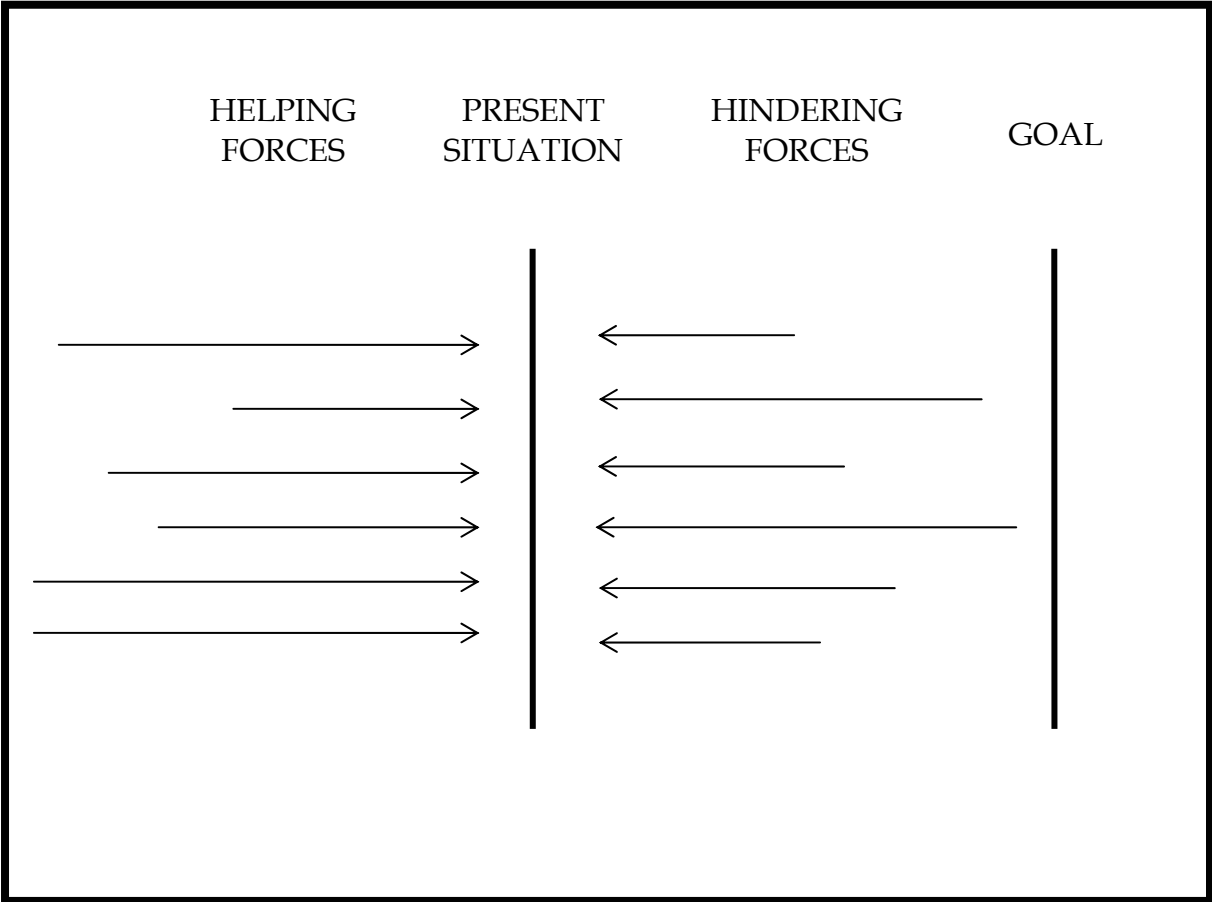 HELPING
FORCES
PRESENT
SITUATION
HINDERING
FORCES
GOAL